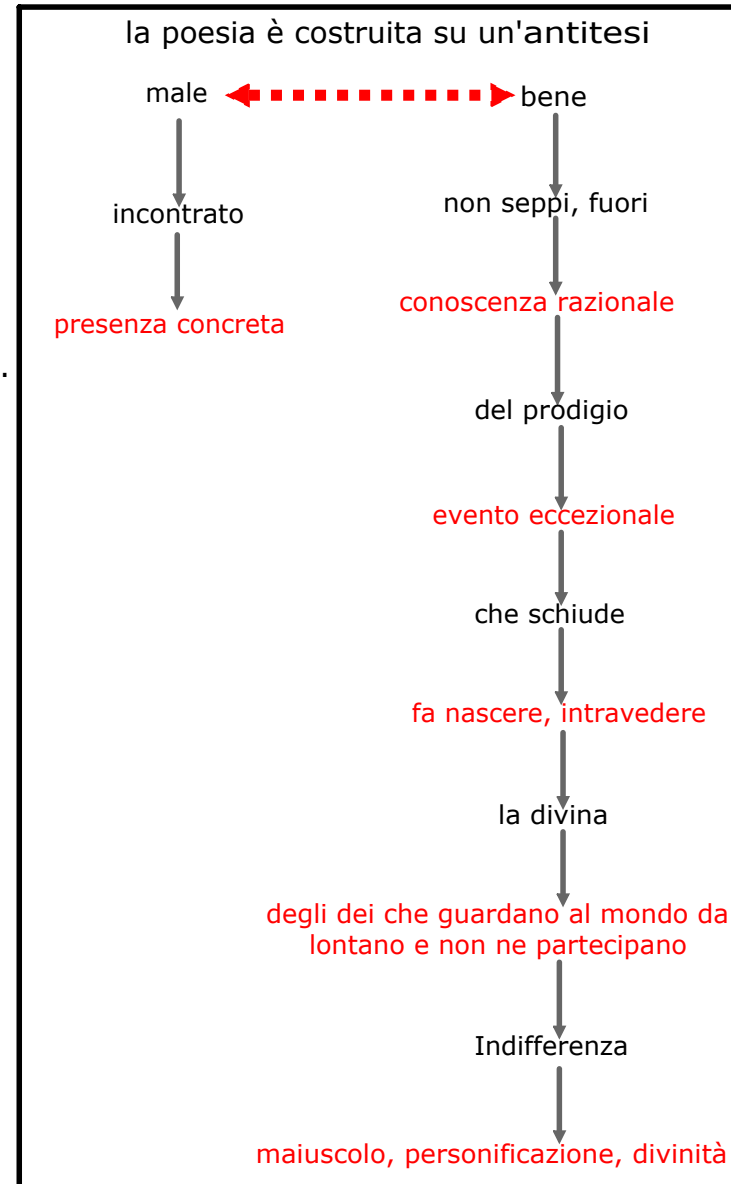 la poesia è costruita su un'antitesi
male
bene
incontrato
non seppi, fuori
presenza concreta
conoscenza razionale
.
del prodigio
evento eccezionale
che schiude
fa nascere, intravedere
la divina
degli dei che guardano al mondo da
lontano e non ne partecipano
Indifferenza
maiuscolo, personificazione, divinità